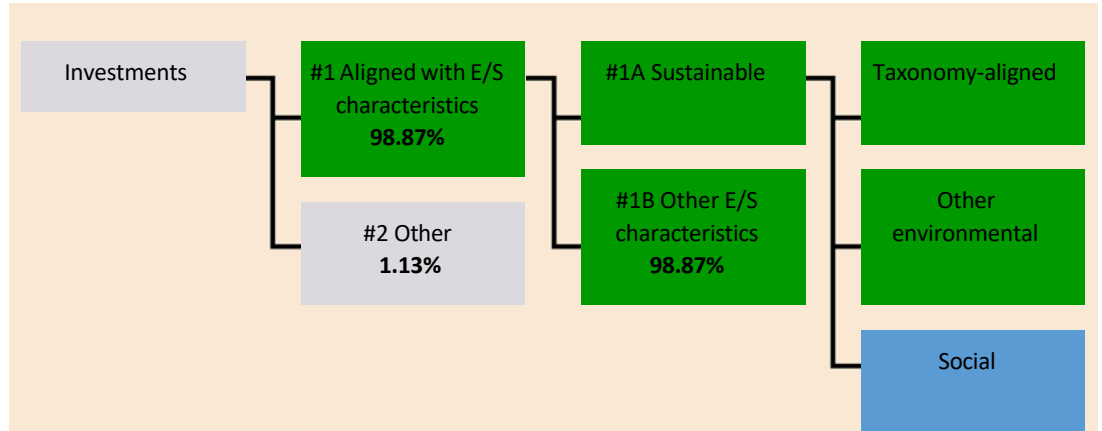 Investments
#1 Aligned with E/S
characteristics
98.87%
#2 Other
1.13%
#1A Sustainable
#1B Other E/S
characteristics
98.87%
Taxonomy-aligned
Other
environmental
Social